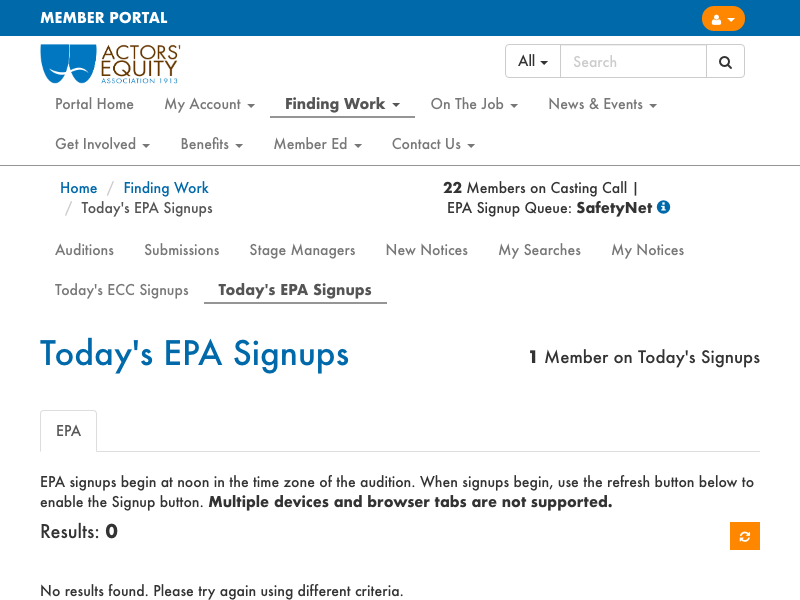 MEMBER PORTAL
ACTORS'
EQUITY
ASSOCIATION 1913
All
Search
Portal Home My Account Finding Work On The Job News & Events
Get Involved Benefits Member Ed Contact Us
Home / Finding Work
/ Today's EPA Signups
22 Members on Casting Call |
EPA Signup Queue: SafetyNet
Auditions Submissions Stage Managers New Notices My Searches My Notices
Today's ECC Signups Today's EPA Signups
Today's EPA Signups
1 Member on Today's Signups
EPA
EPA signups begin at noon in the time zone of the audition. When signups begin, use the refresh button below to
enable the Signup button. Multiple devices and browser tabs are not supported.
Results: 0
No results found. Please try again using different criteria.